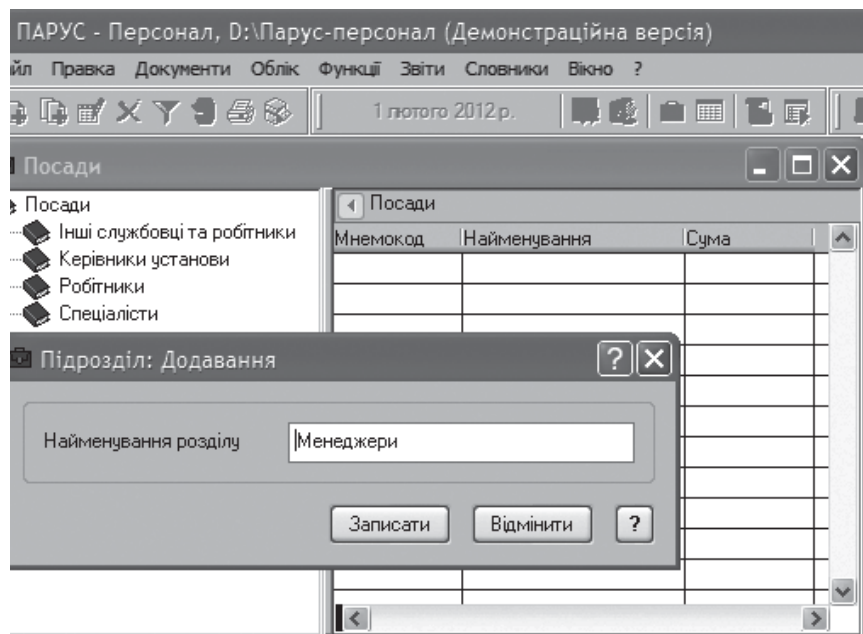 ПАРУС - Персонал, D:\Парус-персонал (Демонстраційна версія)
йл Правка Документи Облік Функції Звіти Словники Вікно ?
1 лютого 2012 р.
Посади
Посади
Інші службовці та робітники
Керівники установи
Робітники
Спеціалісти
Посади
Мнемокод Найменування Сума
Підрозділ: Додавання
Найменування розділу Менеджери
Записати Відмінити ?